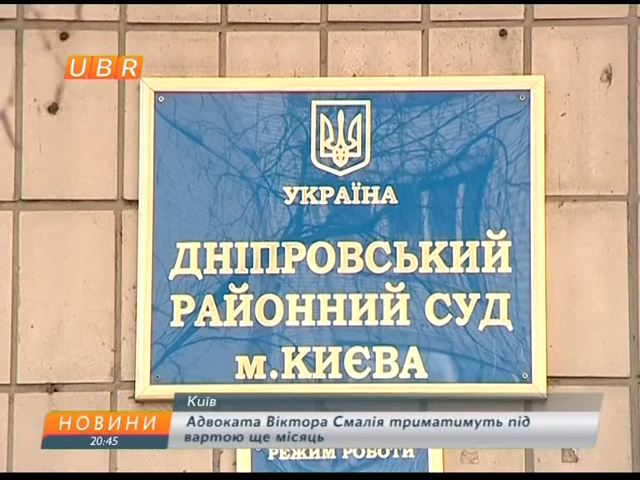 UBR
УКРАЇНА
ДНІПРОВСЬКИЙ
РАЙОННИЙ СУД
м.КИЄВА
Київ
НОВИНИ
20:45
Адвоката Віктора Смалія триматимуть під
вартою ще місяць
РЕЖИМ РОБОТИ